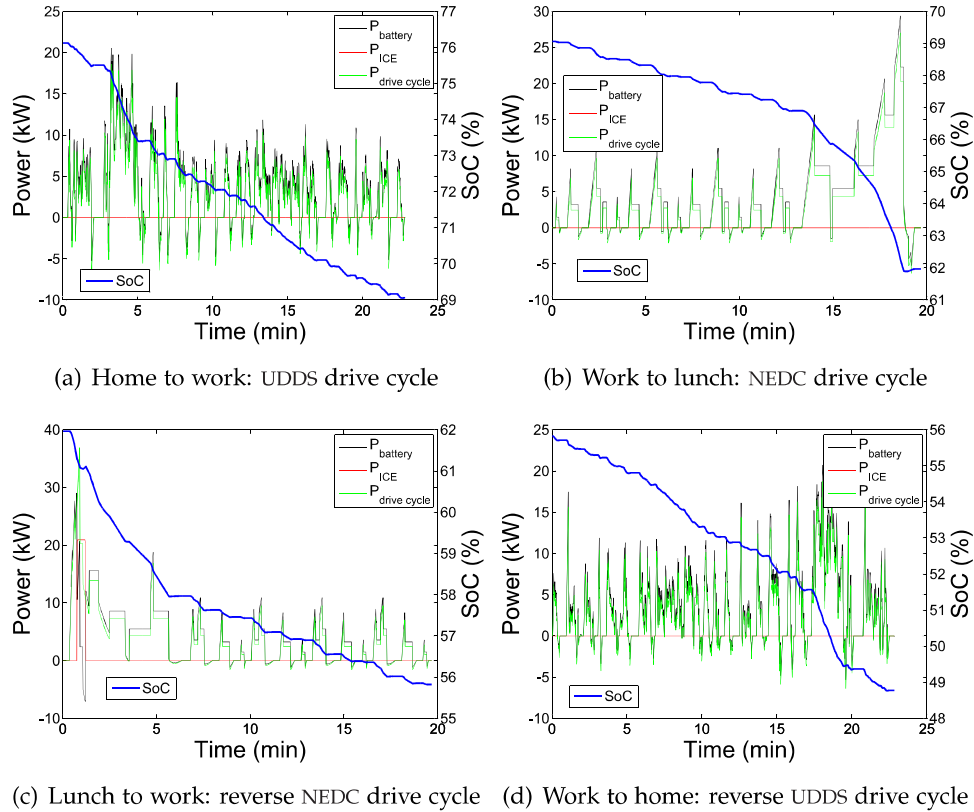 Power (kW)
25
20
15
10
5
0
−5
−10
P battery
P ICE
P drive cycle
SoC
77
76
75
74
73
72
71
70
69
SoC (%)
0 5 10 15 20 25
Time (min)
(a) Home to work: UDDS drive cycle
Power (kW)
30
25
20
15
10
5
0
−5
−10
P battery
P ICE
P drive cycle
SoC
70
69
68
67
66
65
64
63
62
61
SoC (%)
0 5 10 15 20
Time (min)
(b) Work to lunch: NEDC drive cycle
Power (kW)
40
30
20
10
0
−10
P battery
P ICE
P drive cycle
SoC
62
61
60
59
58
57
56
55
SoC (%)
0 5 10 15 20
Time (min)
(c) Lunch to work: reverse NEDC drive cycle
Power (kW)
25
20
15
10
5
0
−5
−10
P battery
P ICE
P drive cycle
SoC
56
55
54
53
52
51
50
49
48
SoC (%)
0 5 10 15 20 25
Time (min)
(d) Work to home: reverse UDDS drive cycle